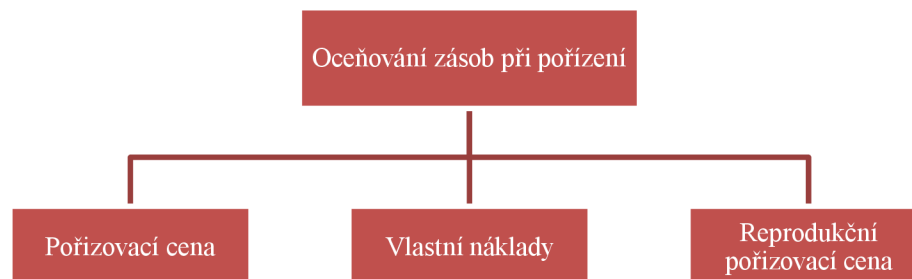 Oceňování zásob při pořízení
Pořizovací cena
Vlastní náklady
Reprodukční
pořizovací cena